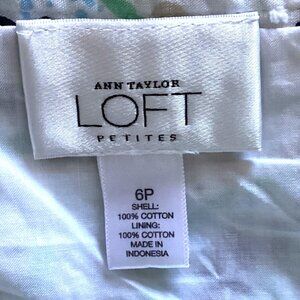 ANN TAYLOR
LOFT
PETITES
6P
SHELL:
100% COTTON
LINING:
100% COTTON
MADE IN
INDONESIA